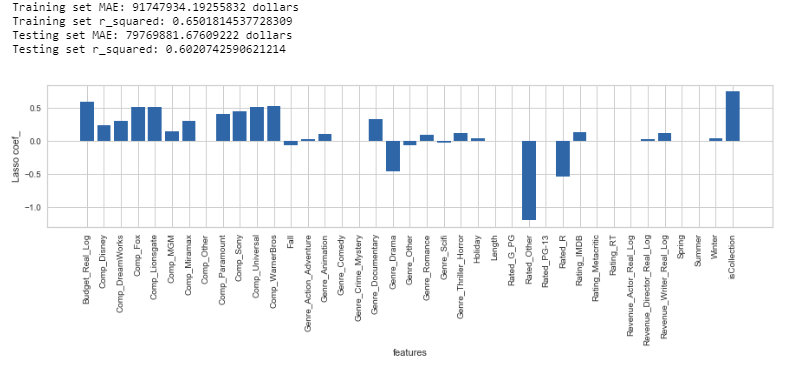 Training set MAE: 91747934.19255832 dollars
Training set r_squared: 0.6501814537728309
Testing set MAE: 79769881.67609222 dollars
Testing set r_squared: 0.6020742590621214
Lasso coef_
0.5
0.0
−0.5
−1.0
Budget_Real_Log
Comp_Disney
Comp_DreamWorks
Comp_Fox
Comp_Lionsgate
Comp_MGM
Comp_Miramax
Comp_Other
Comp_Paramount
Comp_Sony
Comp_Universal
Comp_WarnerBros
Fall
Genre_Action_Adventure
Genre_Animation
Genre_Comedy
Genre_Crime_Mystery
Genre_Documentary
Genre_Drama
Genre_Other
Genre_Romance
Genre_Scifi
Genre_Thriller_Horror
Holiday
Length
Rated_G_PG
Rated_Other
Rated_PG-13
Rated_R
Rating_IMDB
Rating_Metacritic
Rating_RT
Revenue_Actor_Real_Log
Revenue_Director_Real_Log
Revenue_Writer_Real_Log
Spring
Summer
Winter
isCollection
features